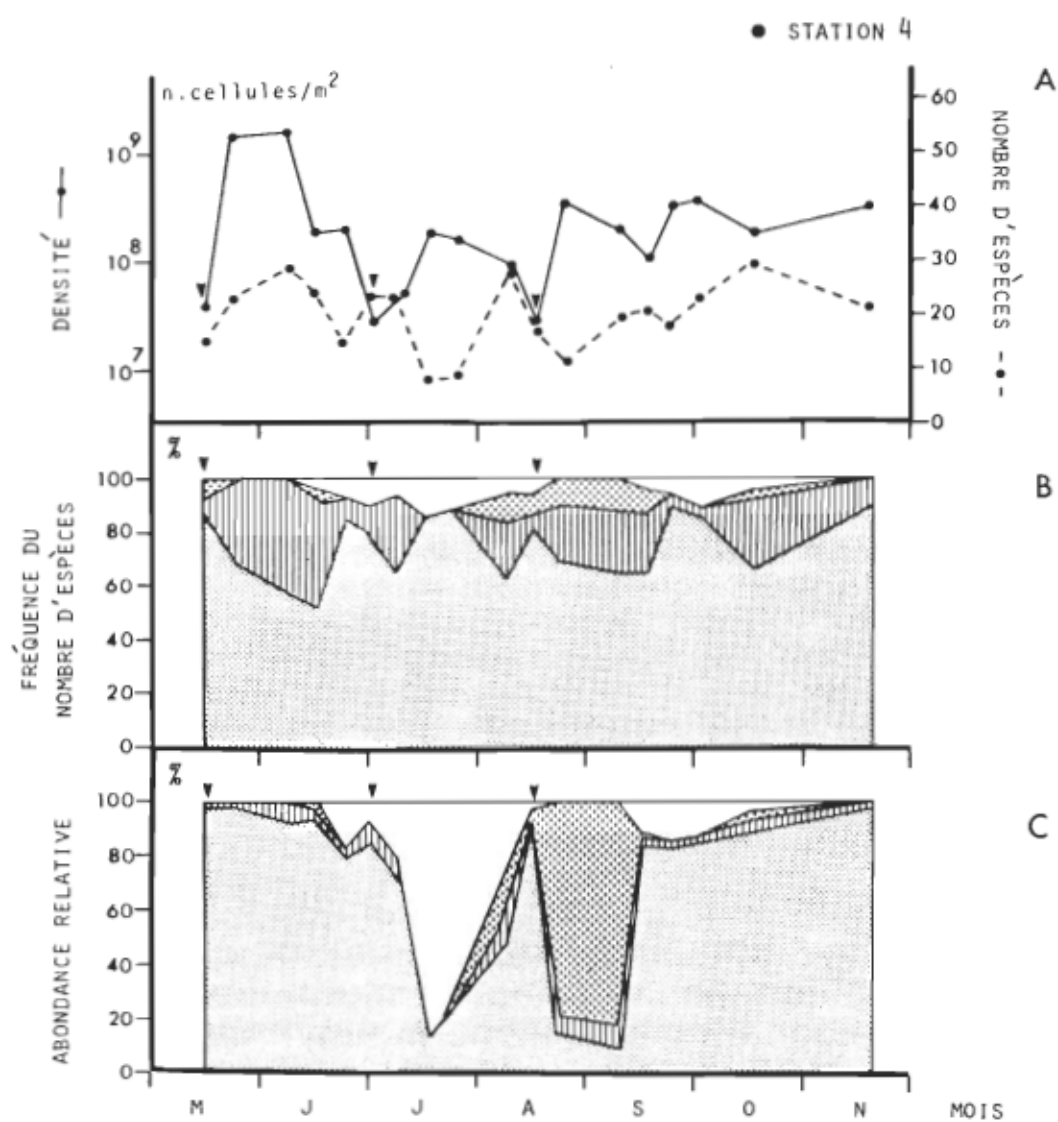 ● STATION 4
A
n.cellules/m²
10⁹
10⁸
10⁷
DENSITÉ
60
50
40
30
20
10
0
NOMBRE D'ESPÈCES
B
%
100
80
60
40
20
0
FRÉQUENCE DU
NOMBRE D'ESPÈCES
C
%
100
80
60
40
20
0
ABONDANCE RELATIVE
M J J A S O N MOIS